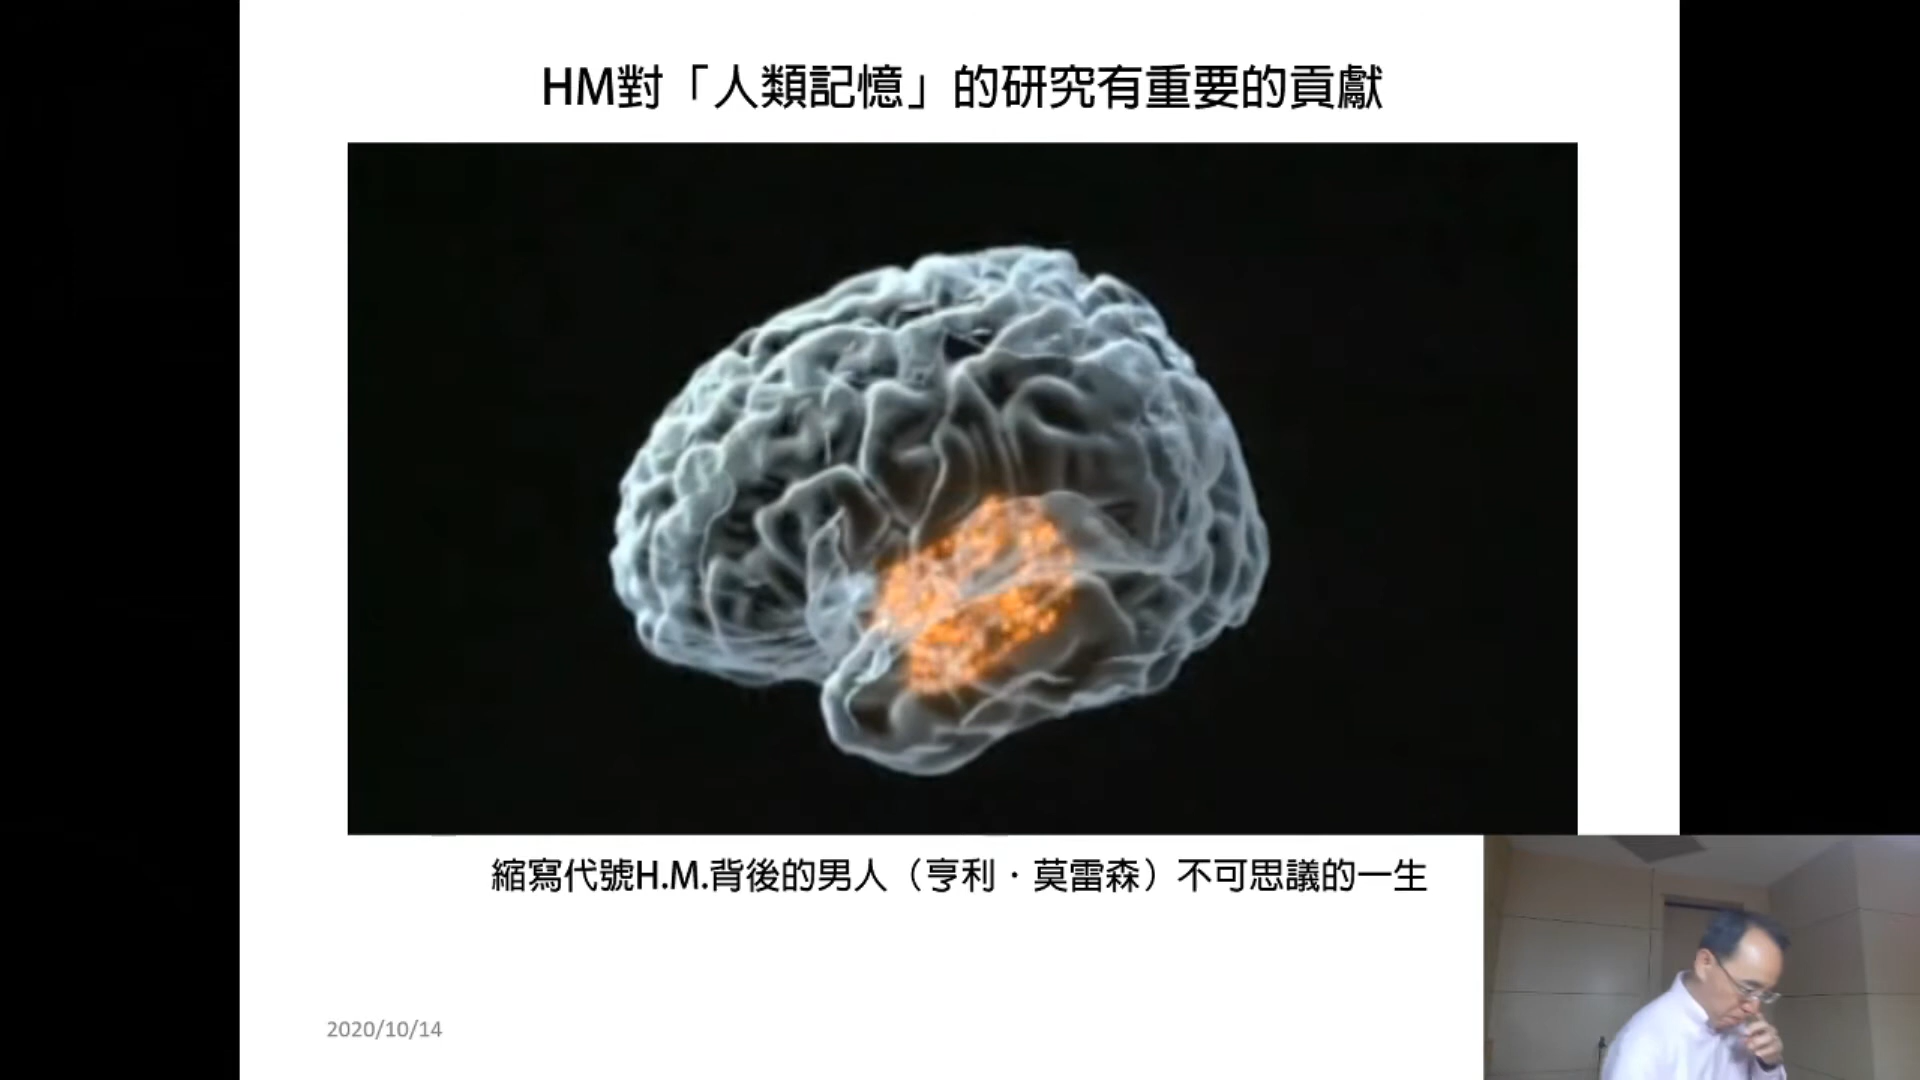 HM對「人類記憶」的研究有重要的貢獻
縮寫代號H.M.背後的男人（亨利．莫雷森）不可思議的一生
2020/10/14